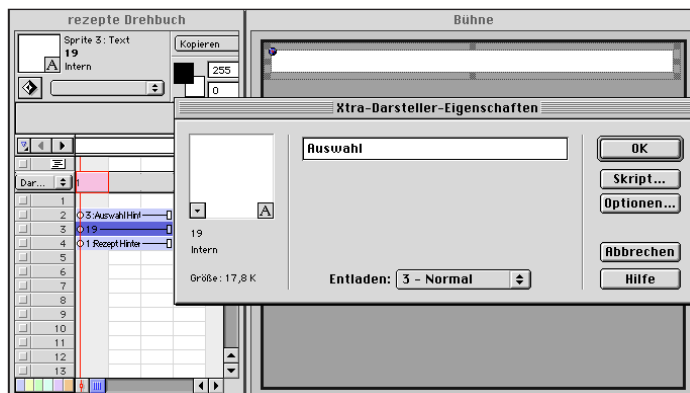 rezepte Drehbuch
Bühne
Sprite 3: Text
19
Intern
A
Kopieren
255
0
Xtra-Darsteller-Eigenschaften
Auswahl
OK
Skript...
Optionen...
A
19
Intern
Größe: 17,8 K
Entladen: 3 - Normal
Abbrechen
Hilfe
Dar...
1
1
2 3:Auswahl Hint
3 19
4 1:Rezept Hinter
5
6
7
8
9
10
11
12
13